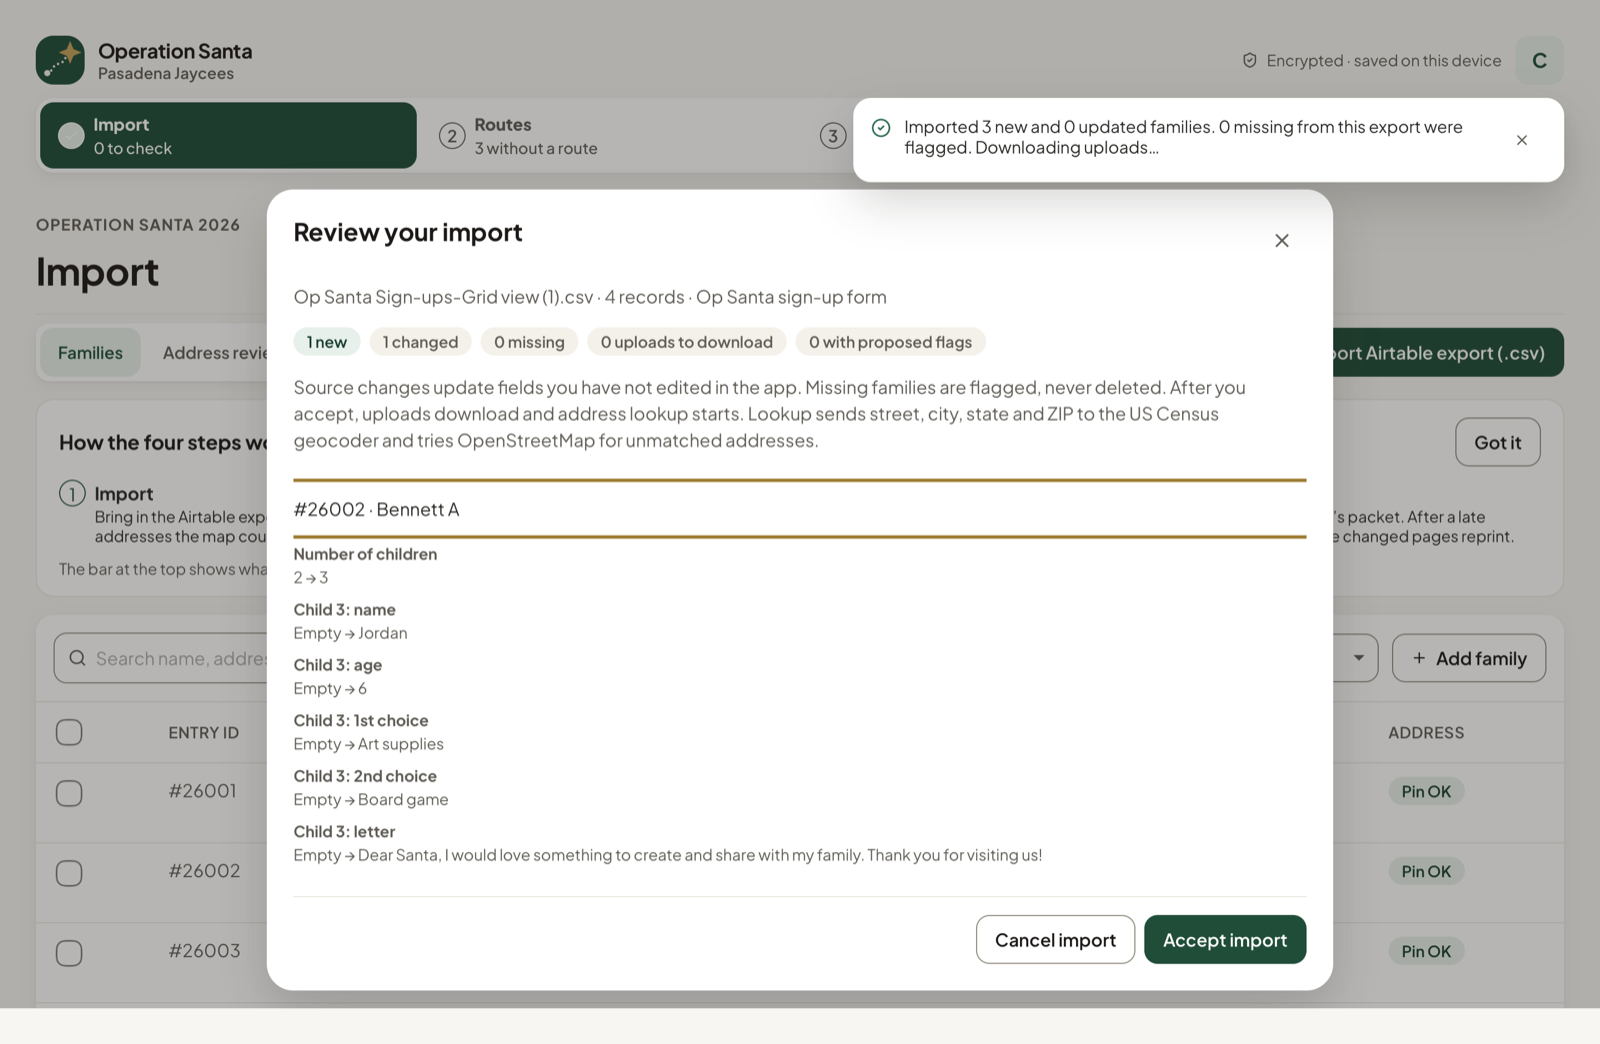 Operation Santa
Pasadena Jaycees
Encrypted · saved on this device
C
Import
0 to check
2
Routes
3 without a route
3
Imported 3 new and 0 updated families. 0 missing from this export were
flagged. Downloading uploads…
OPERATION SANTA 2026
Import
Families
Address revie
port Airtable export (.csv)
How the four steps wo
Got it
1
Import
Bring in the Airtable exp
addresses the map cou
's packet. After a late
e changed pages reprint.
The bar at the top shows wha
Search name, addre
+ Add family
ENTRY ID
ADDRESS
#26001
Pin OK
#26002
Pin OK
#26003
Pin OK
Review your import
Op Santa Sign-ups-Grid view (1).csv · 4 records · Op Santa sign-up form
1 new
1 changed
0 missing
0 uploads to download
0 with proposed flags
Source changes update fields you have not edited in the app. Missing families are flagged, never deleted. After you
accept, uploads download and address lookup starts. Lookup sends street, city, state and ZIP to the US Census
geocoder and tries OpenStreetMap for unmatched addresses.
#26002 · Bennett A
Number of children
2 → 3
Child 3: name
Empty → Jordan
Child 3: age
Empty → 6
Child 3: 1st choice
Empty → Art supplies
Child 3: 2nd choice
Empty → Board game
Child 3: letter
Empty → Dear Santa, I would love something to create and share with my family. Thank you for visiting us!
Cancel import
Accept import